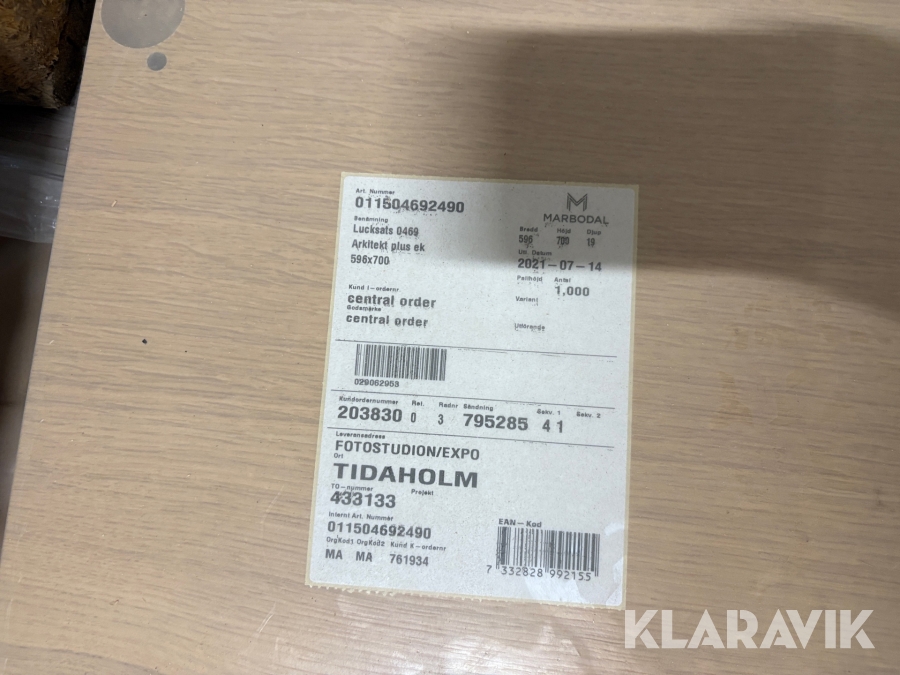 Art. Nummer
011504692490
MARBODAL
Benämning
Lucksats 0469
Arkitekt plus ek
596x700
Bredd Höjd Djup
596 700 19
Utl. Datum
2021-07-14
Pallhöjd Antal
1,000
Variant
Utförande
Kund I-ordernr
central order
Godsmärke
central order
029062953
Kundordernummer Rel. Radnr Sändning Sekv. 1 Sekv. 2
203830 0 3 795285 41
Leveransadress
FOTOSTUDION/EXPO
Ort
TIDAHOLM
TO-nummer Projekt
433133
Internt Art. Nummer
011504692490
OrgKod1 OrgKod2 Kund K-ordernr
MA MA 761934
EAN-Kod
7 332828 992155
KLARAVIK